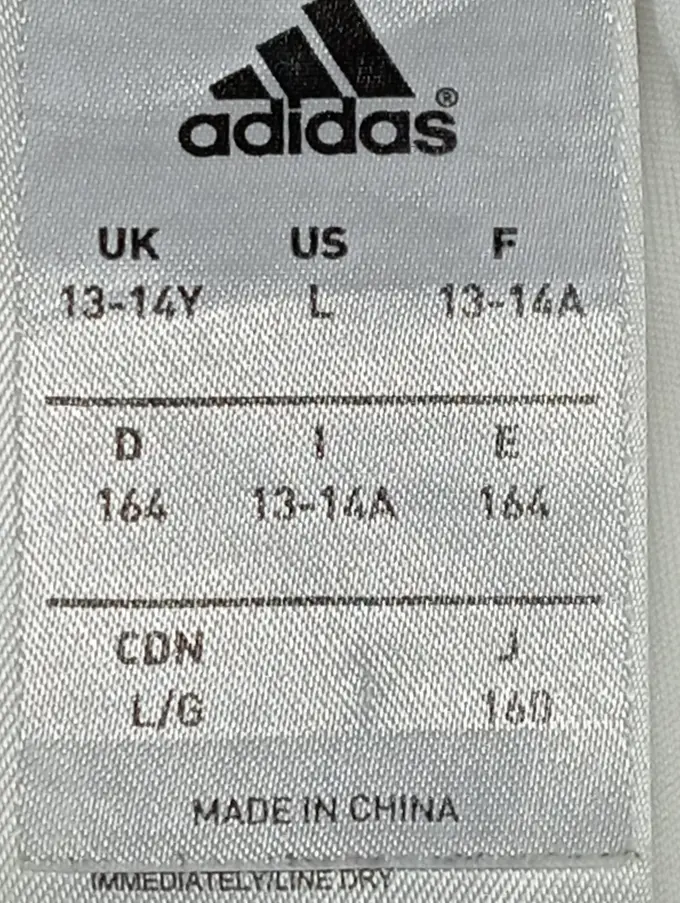 adidas®
UK US F
13-14Y L 13-14A
D I E
164 13-14A 164
CDN J
L/G 160
MADE IN CHINA
IMMEDIATELY/LINE DRY